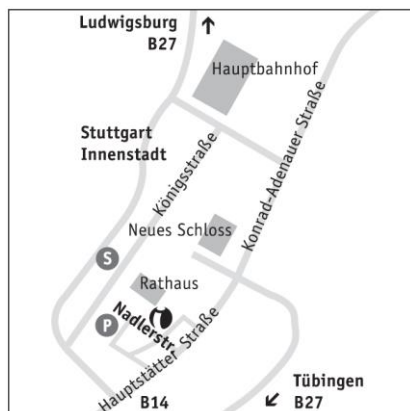 Ludwigsburg
B27
Hauptbahnhof
Stuttgart
Innenstadt
Königsstraße
Konrad-Adenauer Straße
Neues Schloss
S
Rathaus
P
Nadlerstr.
Hauptstätter Straße
B14
Tübingen
B27